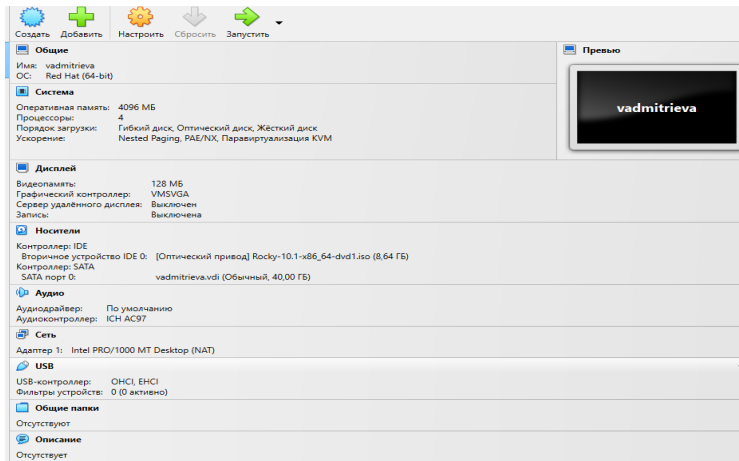 Создать Добавить Настроить Сбросить Запустить
Общие
Имя: vadmitrieva
ОС: Red Hat (64-bit)
Превью
vadmitrieva
Система
Оперативная память: 4096 МБ
Процессоры: 4
Порядок загрузки: Гибкий диск, Оптический диск, Жёсткий диск
Ускорение: Nested Paging, PAE/NX, Паравиртуализация KVM
Дисплей
Видеопамять: 128 МБ
Графический контроллер: VMSVGA
Сервер удалённого дисплея: Выключен
Запись: Выключена
Носители
Контроллер: IDE
Вторичное устройство IDE 0: [Оптический привод] Rocky-10.1-x86_64-dvd1.iso (8,64 ГБ)
Контроллер: SATA
SATA порт 0: vadmitrieva.vdi (Обычный, 40,00 ГБ)
Аудио
Аудиодрайвер: По умолчанию
Аудиоконтроллер: ICH AC97
Сеть
Адаптер 1: Intel PRO/1000 MT Desktop (NAT)
USB
USB-контроллер: OHCI, EHCI
Фильтры устройств: 0 (0 активно)
Общие папки
Отсутствуют
Описание
Отсутствует